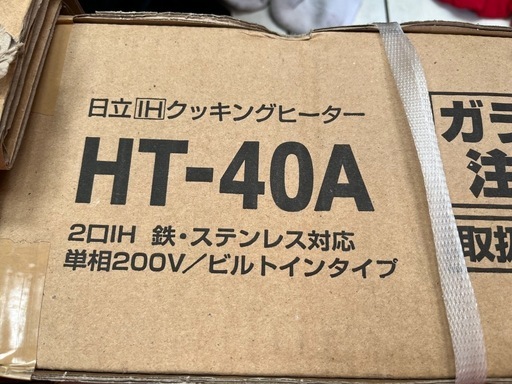 日立IHクッキングヒーター
HT-40A
2口IH 鉄・ステンレス対応
単相200V/ビルトインタイプ
ガラ
注
取扱